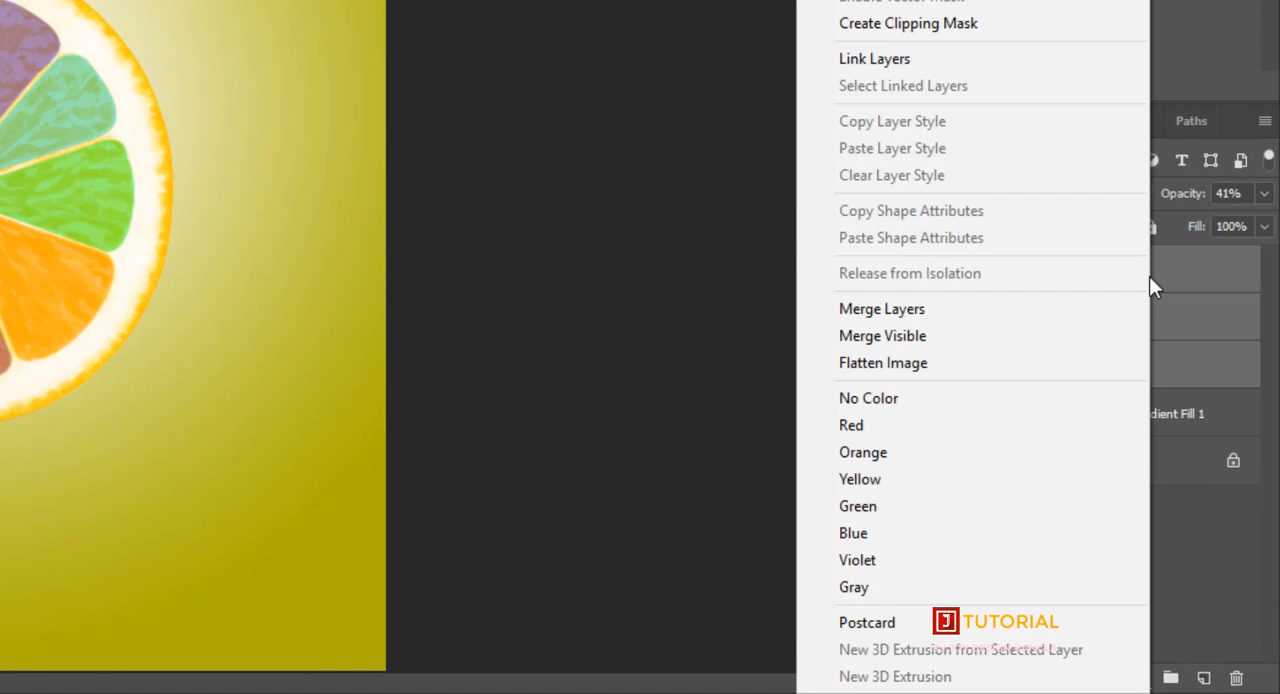 Create Clipping Mask
Link Layers
Select Linked Layers
Copy Layer Style
Paste Layer Style
Clear Layer Style
Copy Shape Attributes
Paste Shape Attributes
Release from Isolation
Merge Layers
Merge Visible
Flatten Image
No Color
Red
Orange
Yellow
Green
Blue
Violet
Gray
Postcard
New 3D Extrusion from Selected Layer
New 3D Extrusion
J TUTORIAL
Paths
T
Opacity: 41%
Fill: 100%
dient Fill 1